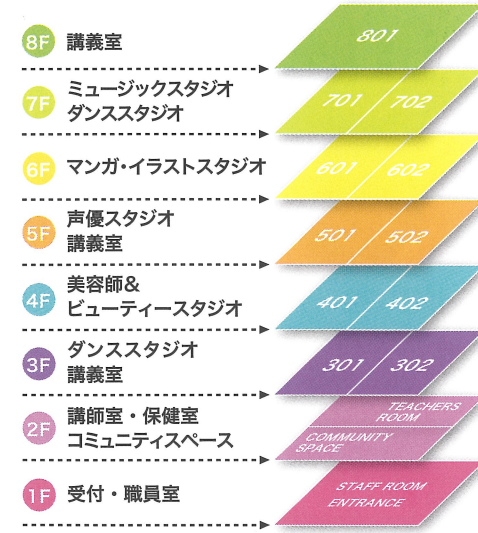 8F 講義室
801
7F ミュージックスタジオ
ダンススタジオ
701 702
6F マンガ・イラストスタジオ
601 602
5F 声優スタジオ
講義室
501 502
4F 美容師&
ビューティースタジオ
401 402
3F ダンススタジオ
講義室
301 302
2F 講師室・保健室
コミュニティスペース
TEACHERS
ROOM
COMMUNITY
SPACE
1F 受付・職員室
STAFF ROOM
ENTRANCE